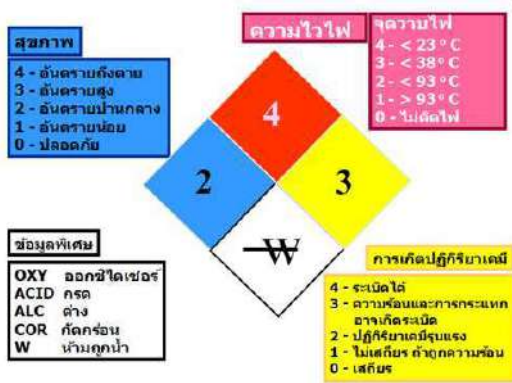 สุขภาพ
4 - อันตรายถึงตาย
3 - อันตรายสูง
2 - อันตรายปานกลาง
1 - อันตรายน้อย
0 - ปลอดภัย
ความไวไฟ
จุดวาบไฟ
4 - < 23° C
3 - < 38° C
2 - < 93° C
1 - > 93° C
0 - ไม่ติดไฟ
4
2
3
W
ข้อมูลพิเศษ
OXY ออกซิไดเซอร์
ACID กรด
ALC ด่าง
COR กัดกร่อน
W ห้ามถูกน้ำ
การเกิดปฏิกิริยาเคมี
4 - ระเบิดได้
3 - ความร้อนและการกระแทก
อาจเกิดระเบิด
2 - ปฏิกิริยาเคมีรุนแรง
1 - ไม่เสถียร ถ้าถูกความร้อน
0 - เสถียร